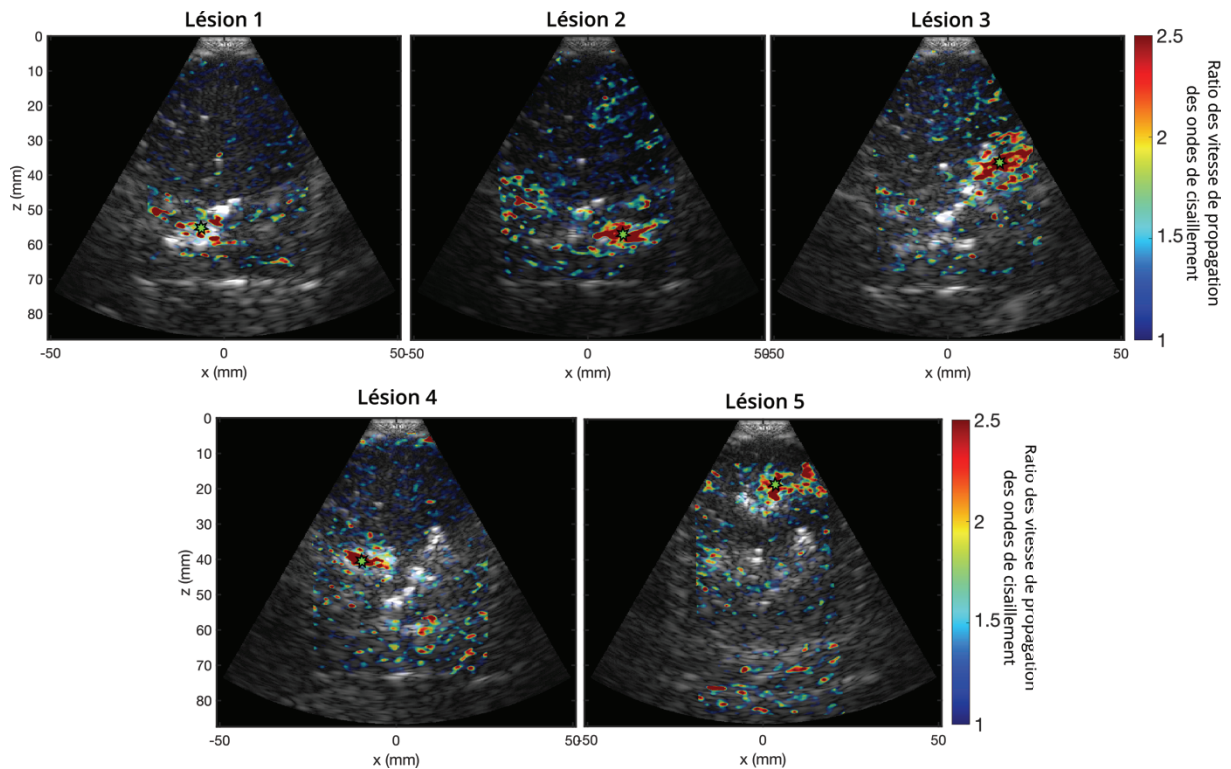 Lésion 1
Lésion 2
Lésion 3
0
10
20
30
40
50
60
70
80
z (mm)
-50
0
50
-50
0
50
-50
0
50
x (mm)
x (mm)
x (mm)
2.5
2
1.5
1
Ratio des vitesse de propagation
des ondes de cisaillement
Lésion 4
Lésion 5
0
10
20
30
40
50
60
70
80
z (mm)
-50
0
50
0
50
x (mm)
x (mm)
2.5
2
1.5
1
Ratio des vitesse de propagation
des ondes de cisaillement